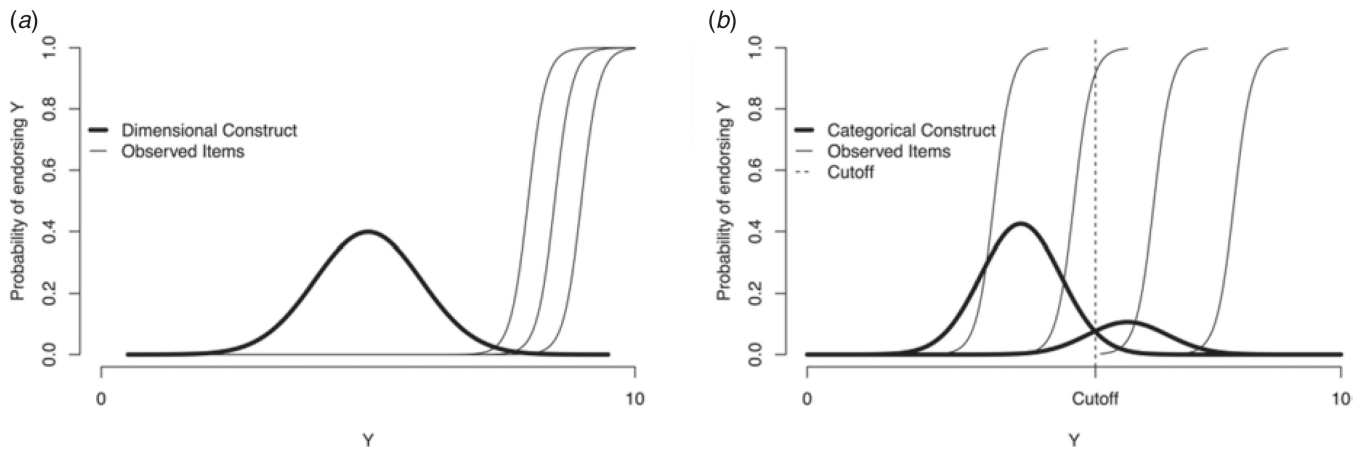 (a)
Probability of endorsing Y
1.0
0.8
0.6
0.4
0.2
0.0
Dimensional Construct
Observed Items
0
10
Y
(b)
Probability of endorsing Y
1.0
0.8
0.6
0.4
0.2
0.0
Categorical Construct
Observed Items
Cutoff
0
Cutoff
10
Y